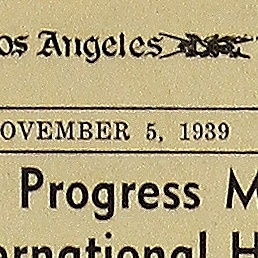 os Angeles
OVEMBER 5, 1939
Progress M
ernational H